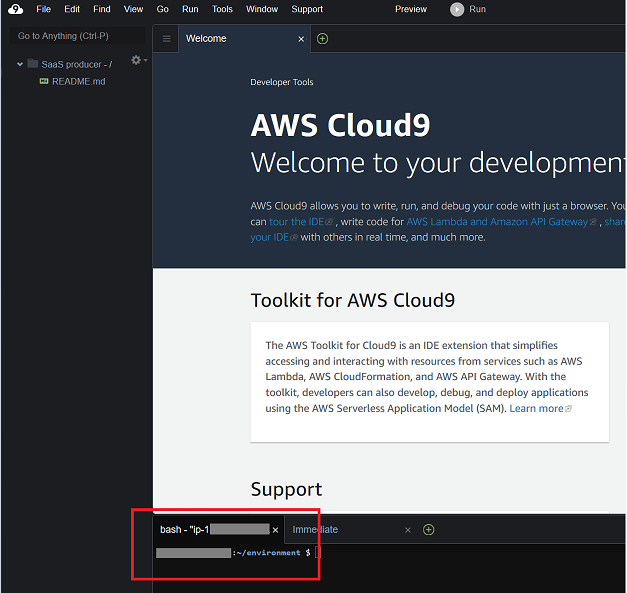 File Edit Find View Go Run Tools Window Support Preview Run
Go to Anything (Ctrl-P)
Welcome
SaaS producer - /
README.md
Developer Tools
AWS Cloud9
Welcome to your developmen
AWS Cloud9 allows you to write, run, and debug your code with just a browser. You
can tour the IDE , write code for AWS Lambda and Amazon API Gateway , share
your IDE with others in real time, and much more.
Toolkit for AWS Cloud9
The AWS Toolkit for Cloud9 is an IDE extension that simplifies
accessing and interacting with resources from services such as AWS
Lambda, AWS CloudFormation, and AWS API Gateway. With the
toolkit, developers can also develop, debug, and deploy applications
using the AWS Serverless Application Model (SAM). Learn more
Support
bash - "ip-1 Immediate
:~/environment $